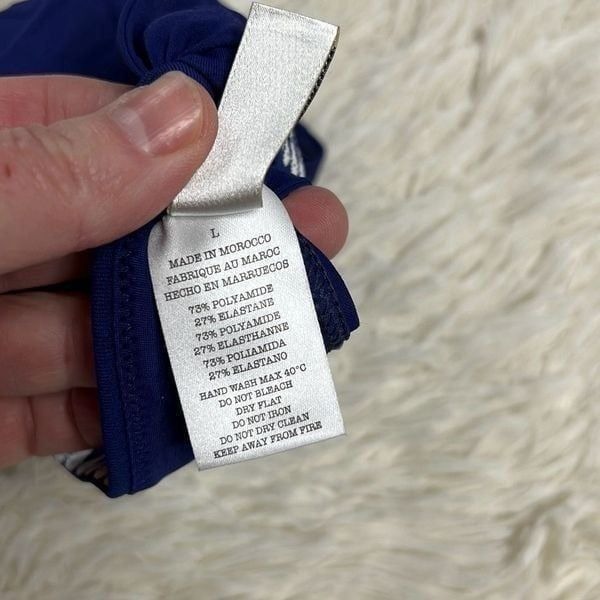 L
MADE IN MOROCCO
FABRIQUE AU MAROC
HECHO EN MARRUECOS
73% POLYAMIDE
27% ELASTANE
73% POLYAMIDE
27% ELASTHANNE
73% POLIAMIDA
27% ELASTANO
HAND WASH MAX 40°C
DO NOT BLEACH
DRY FLAT
DO NOT IRON
DO NOT DRY CLEAN
KEEP AWAY FROM FIRE